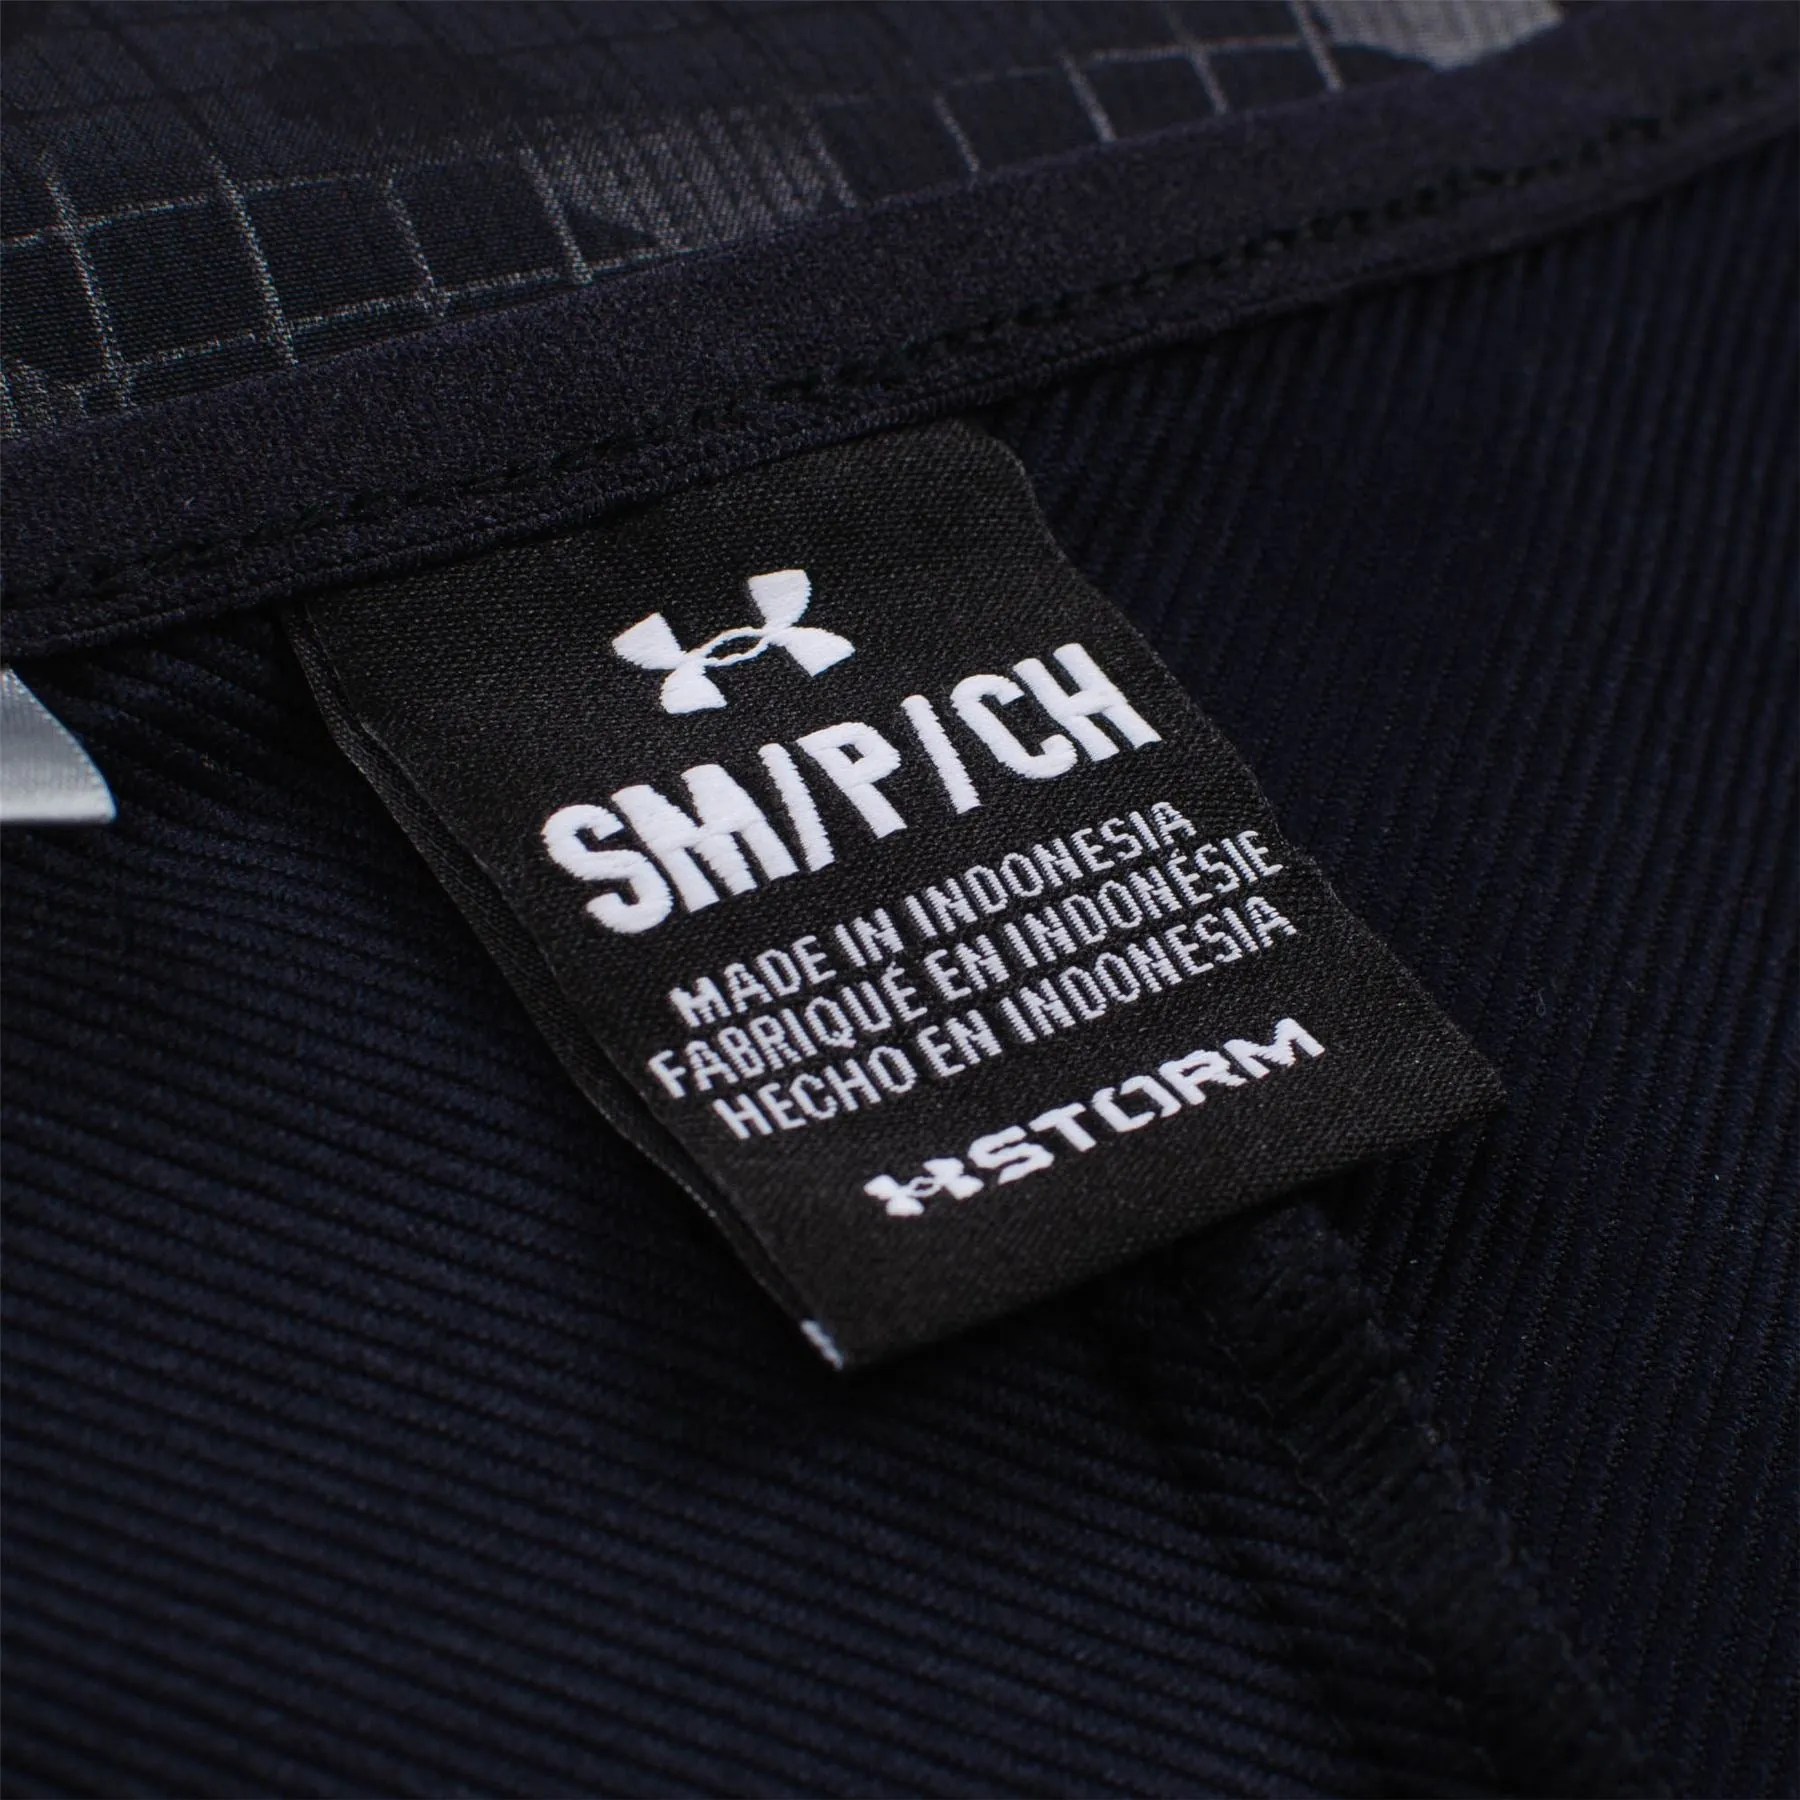 SM/P/CH
MADE IN INDONESIA
FABRIQUÉ EN INDONÉSIE
HECHO EN INDONESIA
STORM